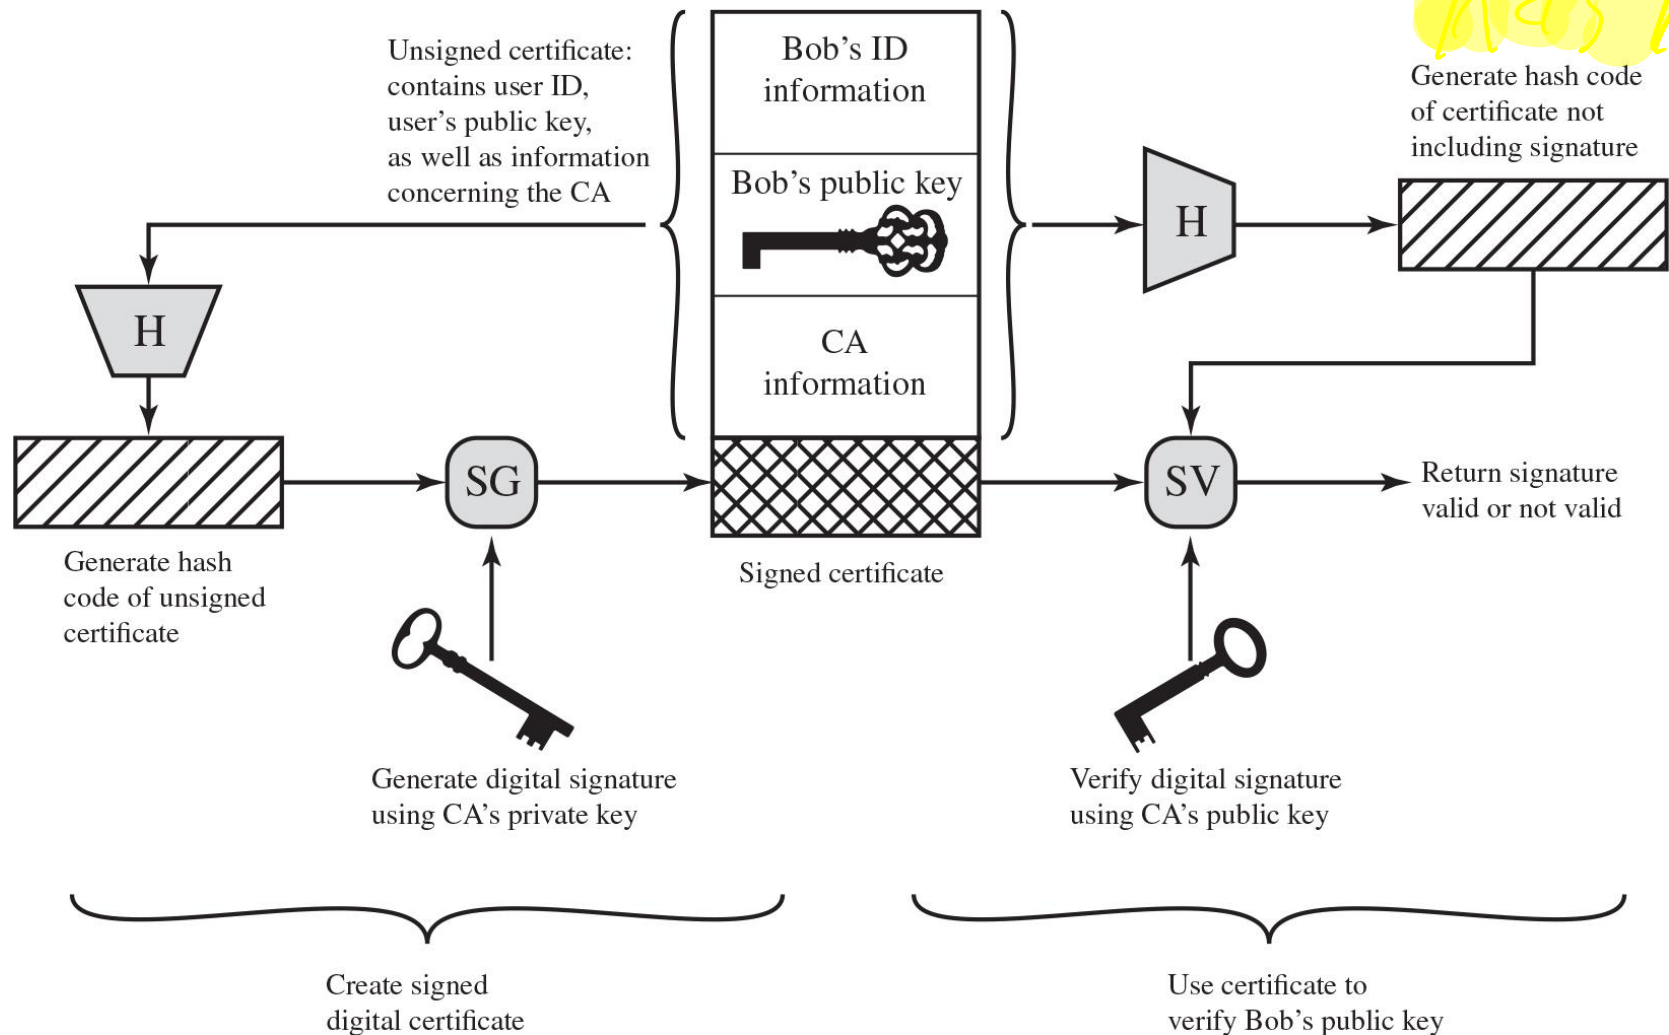 Unsigned certificate:
contains user ID,
user’s public key,
as well as information
concerning the CA
Bob’s ID
information
Bob’s public key
CA
information
Generate hash code
of certificate not
including signature
H
H
SG
SV
Return signature
valid or not valid
Generate hash
code of unsigned
certificate
Signed certificate
Generate digital signature
using CA’s private key
Verify digital signature
using CA’s public key
Create signed
digital certificate
Use certificate to
verify Bob’s public key